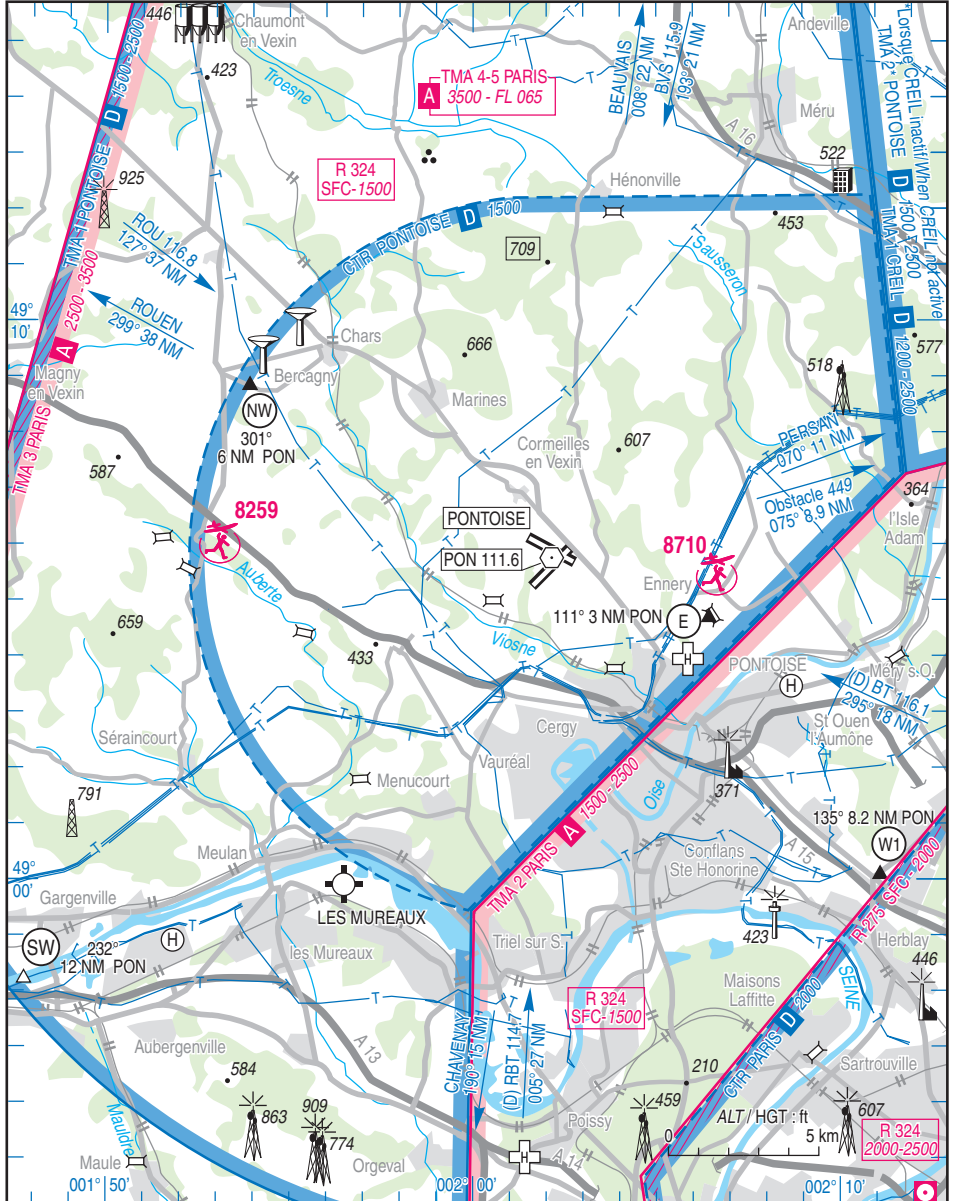 446
Chaumont
en Vexin
423
Troesne
D 1500-2500
TMA 1 PONTOISE
TMA 4-5 PARIS
A 3500 - FL 065
BEAUVAIS
008° 22 NM
BVS 115.9
193° 21 NM
Andeville
Méru
A 16
*Lorsque CREIL inactif/When CREIL not active
TMA 2* PONTOISE D 1500-2500
TMA 1 CREIL D 1200-2500
R 324
SFC-1500
925
522
Hénonville
453
CTR PONTOISE D 1500
709
Sausseron
ROU 116.8
127° 37 NM
ROUEN
299° 38 NM
A 2500 - 3500
TMA 3 PARIS
49°
10'
Chars
666
577
518
Magny
en Vexin
Bercagny
NW
301°
6 NM PON
Marines
Cormeilles
en Vexin
607
PERSAN
070° 11 NM
Obstacle 449
075° 8.9 NM
587
364
l'Isle
Adam
8259
PONTOISE
PON 111.6
8710
Auberte
Ennery
111° 3 NM PON
E
659
433
Viosne
PONTOISE
H
Méry s.O.
(D) BT 116.1
295° 18 NM
Séraincourt
Cergy
St Ouen
l'Aumône
Vauréal
Menucourt
Oise
371
791
TMA 2 PARIS A 1500 - 2500
135° 8.2 NM PON
W1
A 15
Meulan
49°
00'
Gargenville
Conflans
Ste Honorine
R 275 SFC - 2000
LES MUREAUX
SW
232°
12 NM PON
H
les Mureaux
Triel sur S.
423
Herblay
446
Maisons
Laffitte
SEINE
R 324
SFC-1500
CTR PARIS D 2000
Aubergenville
A 13
CHAVENAY
190° 15 NM
(D) RBT 114.7
005° 27 NM
584
210
Sartrouville
863
909
774
459
ALT / HGT : ft
607
Mauldre
Poissy
0
5 km
R 324
2000-2500
Maule
Orgeval
A 14
001° 50'
002° 00'
002° 10'